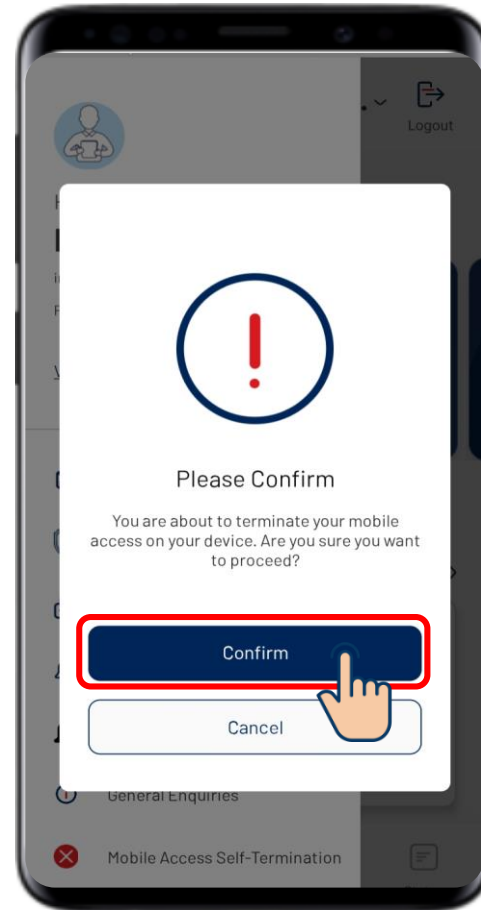 Logout
Please Confirm
You are about to terminate your mobile
access on your device. Are you sure you want
to proceed?
Confirm
Cancel
General Enquiries
Mobile Access Self-Termination